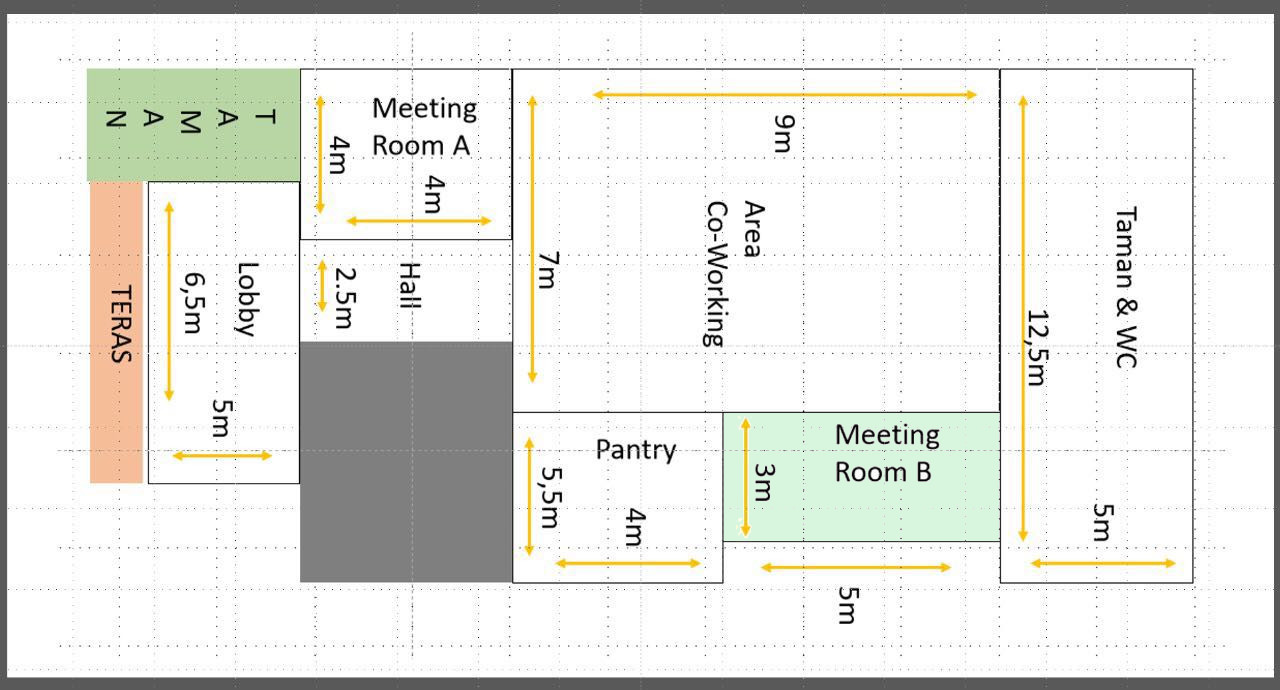 TAMAN
TERAS
Lobby
6,5m
5m
Meeting
Room A
4m
4m
Hall
2.5m
9m
7m
Area
Co-Working
Pantry
5,5m
4m
Meeting
Room B
3m
5m
Taman & WC
12,5m
5m